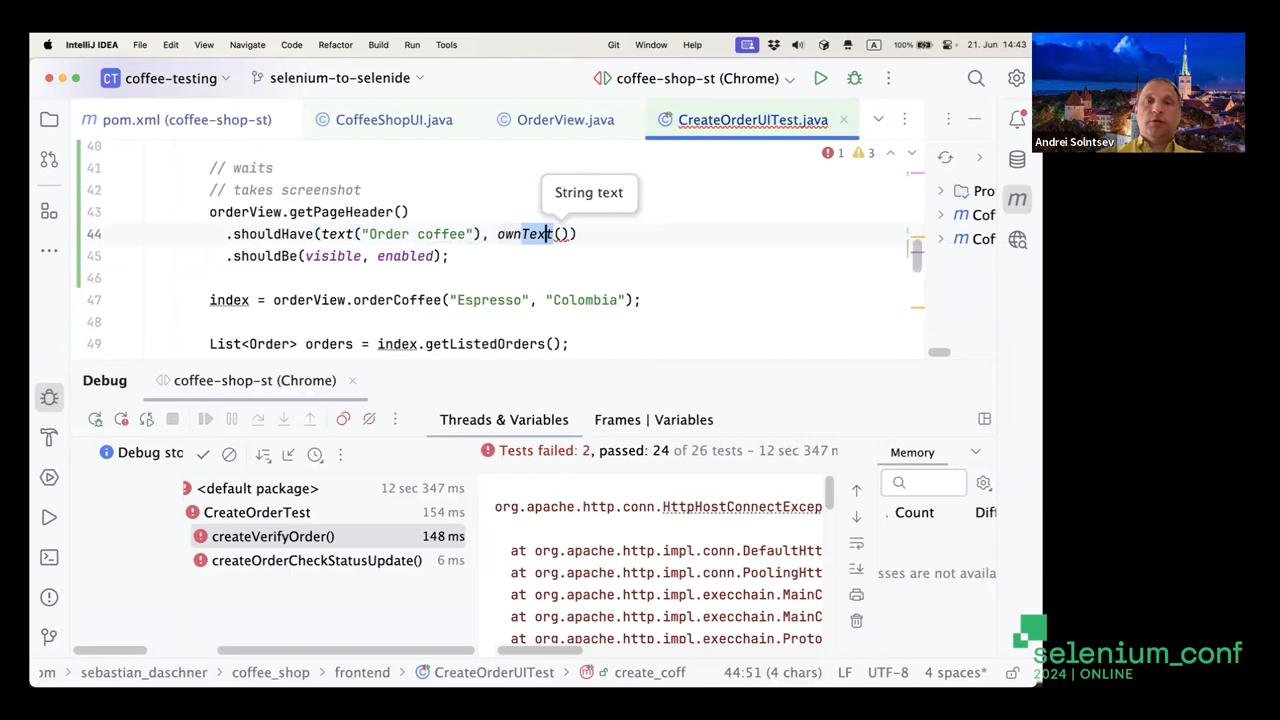 IntelliJ IDEA File Edit View Navigate Code Refactor Build Run Tools Git Window Help A 100% 21. Jun 14:43
CT coffee-testing selenium-to-selenide coffee-shop-st (Chrome)
m pom.xml (coffee-shop-st) CoffeeShopUI.java OrderView.java CreateOrderUITest.java
Andrei Solntsev
40
1 3
41 // waits
42 // takes screenshot
String text
43 orderView.getPageHeader()
44 .shouldHave(text("Order coffee"), ownText())
45 .shouldBe(visible, enabled);
46
47 index = orderView.orderCoffee("Espresso", "Colombia");
48
49 List<Order> orders = index.getListedOrders();
Pro
m Cof
m Cof
m
Debug coffee-shop-st (Chrome)
Threads & Variables Frames | Variables
Debug sto
Tests failed: 2, passed: 24 of 26 tests – 12 sec 347 m
Memory
<default package> 12 sec 347 ms
CreateOrderTest 154 ms
createVerifyOrder() 148 ms
createOrderCheckStatusUpdate() 6 ms
org.apache.http.conn.HttpHostConnectExcep
at org.apache.http.impl.conn.DefaultHtt
at org.apache.http.impl.conn.PoolingHtt
at org.apache.http.impl.execchain.MainC
at org.apache.http.impl.execchain.MainC
at org.apache.http.impl.execchain.Proto
Count Diff
sses are not availa
om sebastian_daschner coffee_shop frontend CreateOrderUITest m create_coff 44:51 (4 chars) LF UTF-8 4 spaces*
selenium_conf
2024 | ONLINE